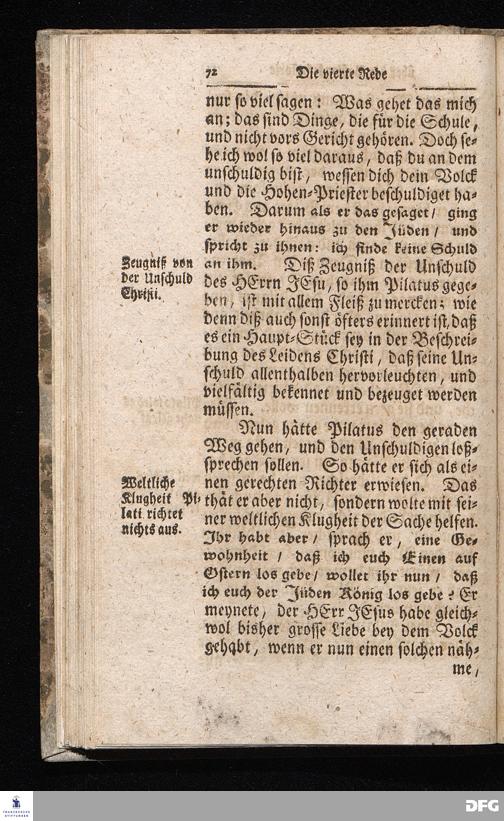 72 Die vierte Rede
nur so viel sagen: Was gehet das mich
an; das sind Dinge, die für die Schule,
und nicht vors Gericht gehören. Doch se-
he ich wol so viel daraus, daß du an dem
unschuldig bist, wessen dich dein Volck
und die Hohen-Priester beschuldiget ha-
ben. Darum als er das gesaget/ ging
er wieder hinaus zu den Jüden/ und
spricht zu ihnen: ich finde keine Schuld
an ihm. Diß Zeugniß der Unschuld
des HErrn JEsu, so ihm Pilatus gege-
ben, ist mit allem Fleiß zu mercken; wie
denn diß auch sonst öfters erinnert ist, daß
es ein Haupt-Stück sey in der Beschrei-
bung des Leidens Christi, daß seine Un-
schuld allenthalben hervorleuchten, und
vielfältig bekennet und bezeuget werden
müssen.
Zeugniß von
der Unschuld
Christi.
Nun hätte Pilatus den geraden
Weg gehen, und den Unschuldigen loß-
sprechen sollen. So hätte er sich als ei-
nen gerechten Richter erwiesen. Das
thät er aber nicht, sondern wolte mit sei-
ner weltlichen Klugheit der Sache helfen.
Ihr habt aber/ sprach er, eine Ge-
wohnheit/ daß ich euch Einen auf
Ostern los gebe/ wollet ihr nun/ daß
ich euch der Jüden König los gebe? Er
meynete, der HErr JEsus habe gleich-
wol bisher grosse Liebe bey dem Volck
gehabt, wenn er nun einen solchen näh-
me,
Weltliche
Klugheit Pi-
lati richtet
nichts aus.
FRANCKESCHE
STIFTUNGEN
DFG